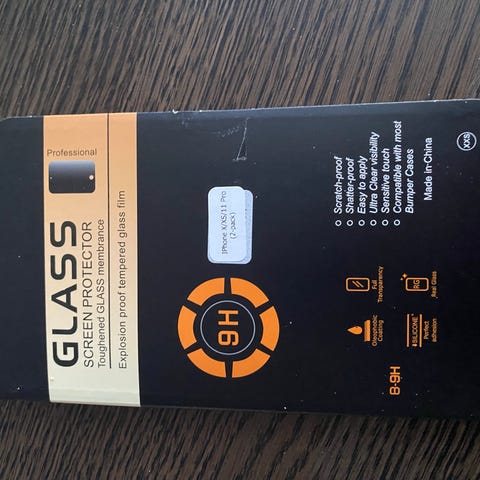 Professional
GLASS
SCREEN PROTECTOR
Toughened GLASS membrance
Explosion proof tempered glass film
IPhone X/XS/11 Pro
(2-pack)
9H
Scratch-proof
Shatter-proof
Easy to apply
Ultra Clear visibility
Sensitive touch
Compatible with most
Bumper Cases
Made in China
XXS
Oleophobic
Coating
Full
Transparency
SILICONE
Perfect
adhesion
RG
Real Glass
8-9H